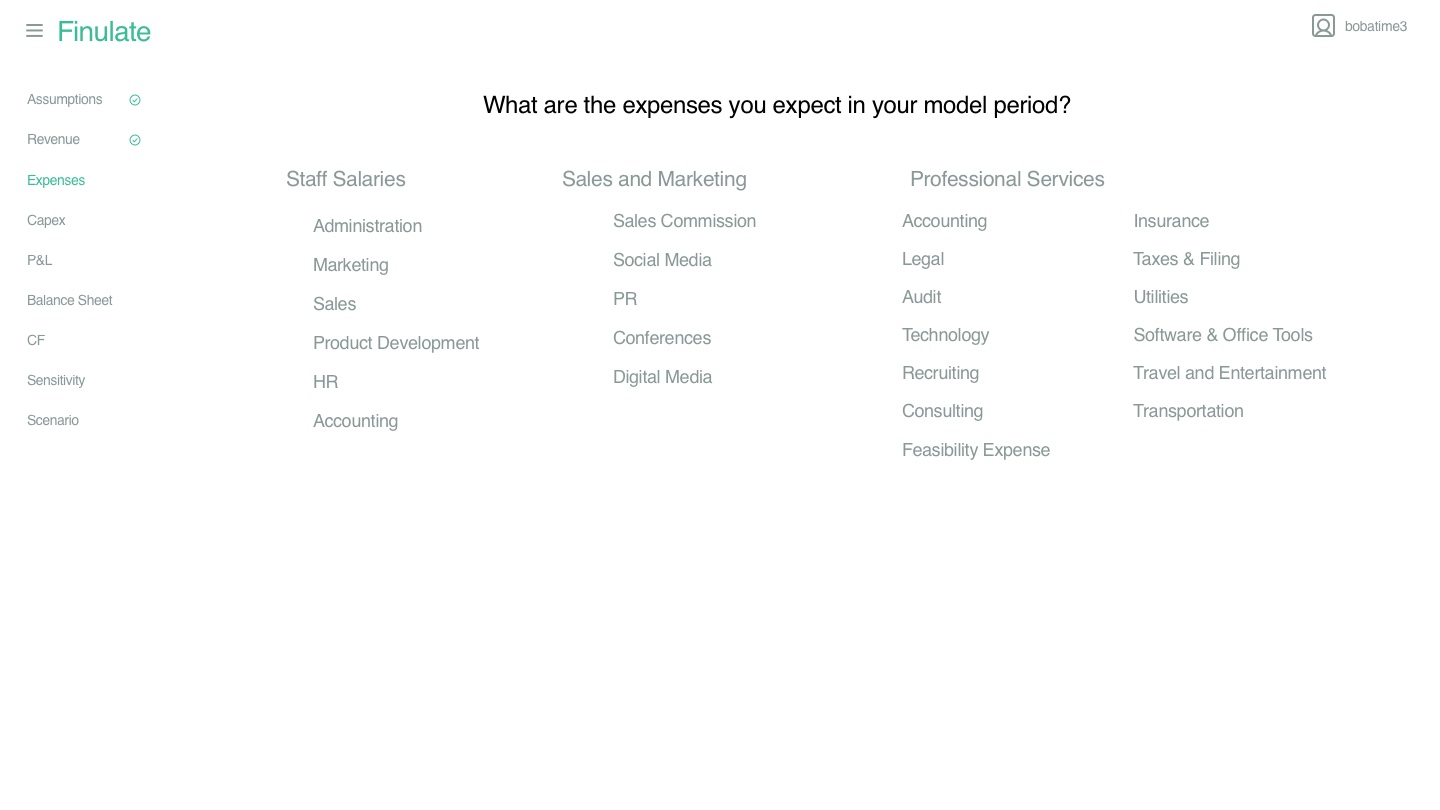 Finulate
bobatime3
Assumptions
Revenue
Expenses
Capex
P&L
Balance Sheet
CF
Sensitivity
Scenario
What are the expenses you expect in your model period?
Staff Salaries
Administration
Marketing
Sales
Product Development
HR
Accounting
Sales and Marketing
Sales Commission
Social Media
PR
Conferences
Digital Media
Professional Services
Accounting
Legal
Audit
Technology
Recruiting
Consulting
Feasibility Expense
Insurance
Taxes & Filing
Utilities
Software & Office Tools
Travel and Entertainment
Transportation